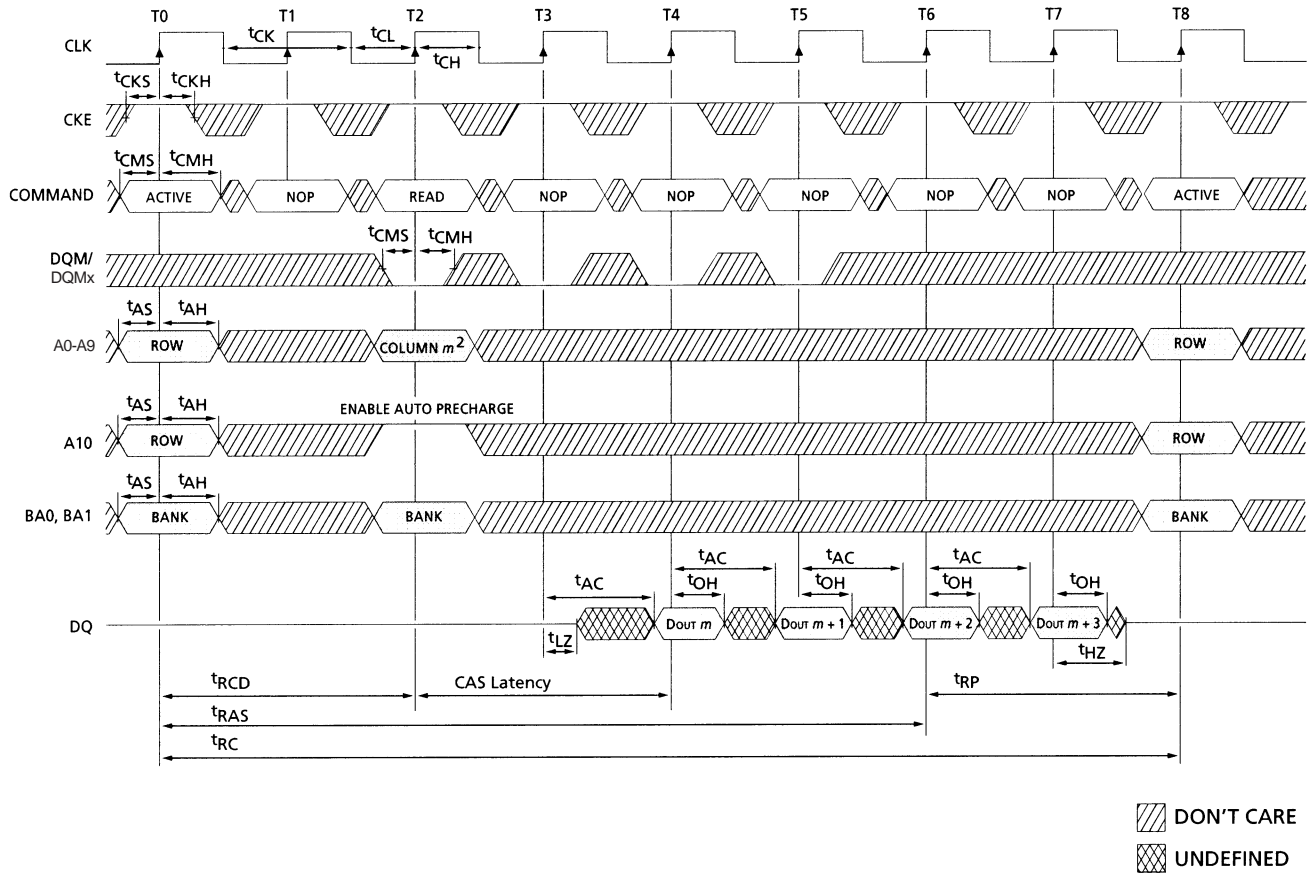 T0 T1 T2 T3 T4 T5 T6 T7 T8
CLK
tCK tCL
tCH
tCKS tCKH
CKE
tCMS tCMH
COMMAND ACTIVE NOP READ NOP NOP NOP NOP NOP ACTIVE
tCMS tCMH
DQM/
DQMx
tAS tAH
A0-A9 ROW COLUMN m2 ROW
ENABLE AUTO PRECHARGE
tAS tAH
A10 ROW ROW
tAS tAH
BA0, BA1 BANK BANK BANK
tAC tAC tAC tAC
tOH tOH tOH tOH
DQ DOUT m DOUT m + 1 DOUT m + 2 DOUT m + 3
tLZ tHZ
tRCD CAS Latency tRP
tRAS
tRC
DON'T CARE
UNDEFINED